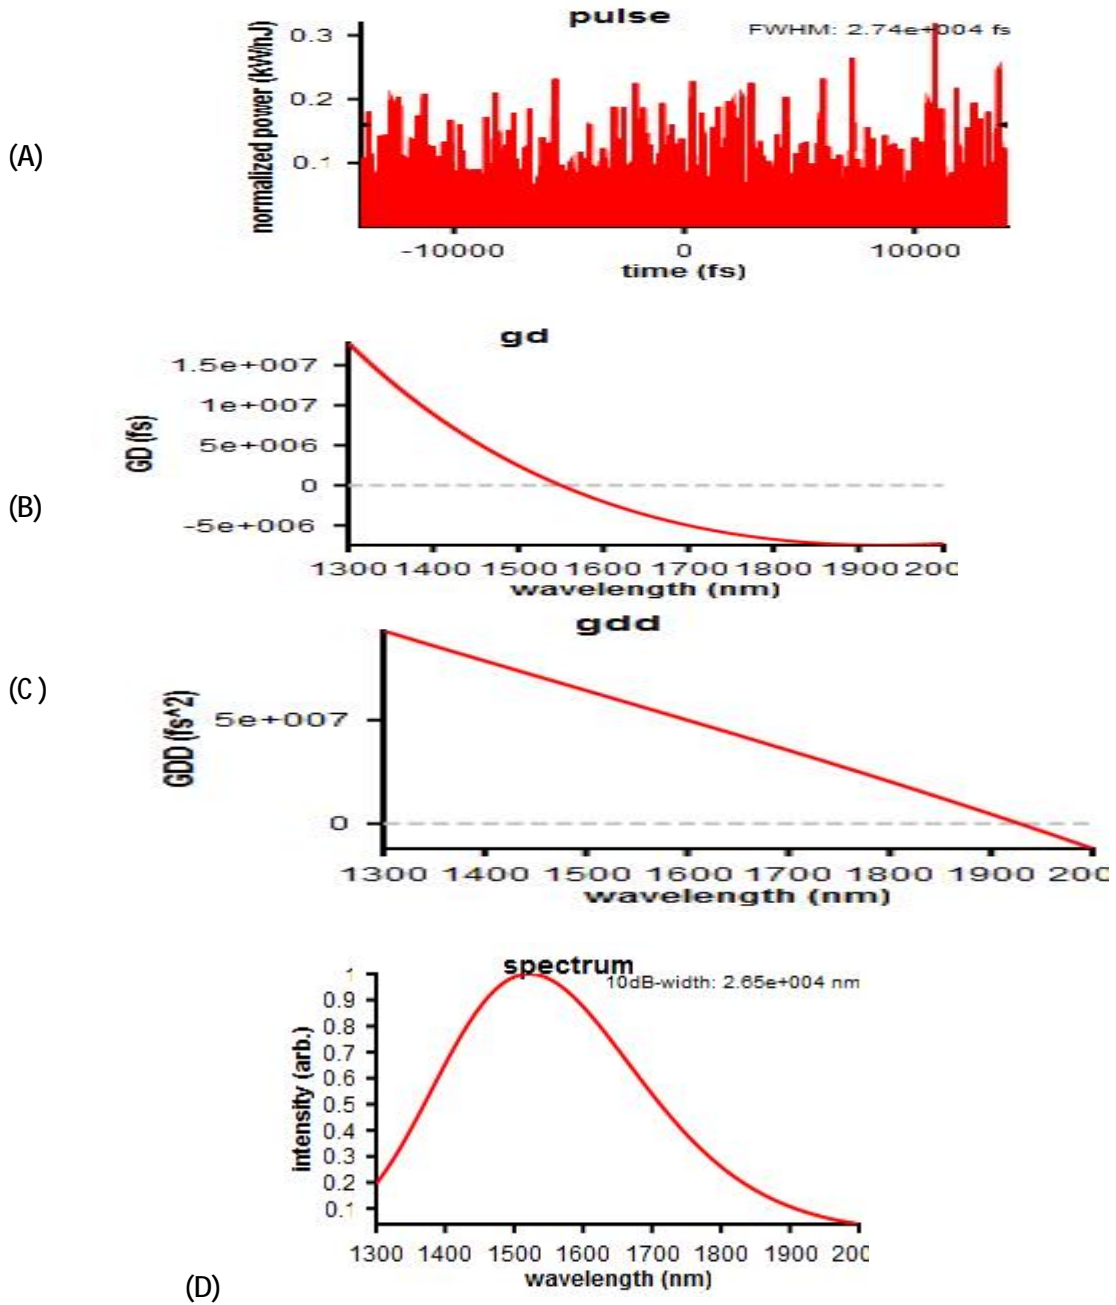 pulse
FWHM: 2.74e+004 fs
normalized power (kW/nJ)
0.3
0.2
0.1
(A)
-10000 0 10000
time (fs)
gd
GD (fs)
1.5e+007
1e+007
5e+006
0
-5e+006
(B)
1300 1400 1500 1600 1700 1800 1900 200
wavelength (nm)
gdd
(C)
GDD (fs^2)
5e+007
0
1300 1400 1500 1600 1700 1800 1900 200
wavelength (nm)
spectrum
10dB-width: 2.65e+004 nm
intensity (arb.)
1
0.9
0.8
0.7
0.6
0.5
0.4
0.3
0.2
0.1
1300 1400 1500 1600 1700 1800 1900 200
wavelength (nm)
(D)